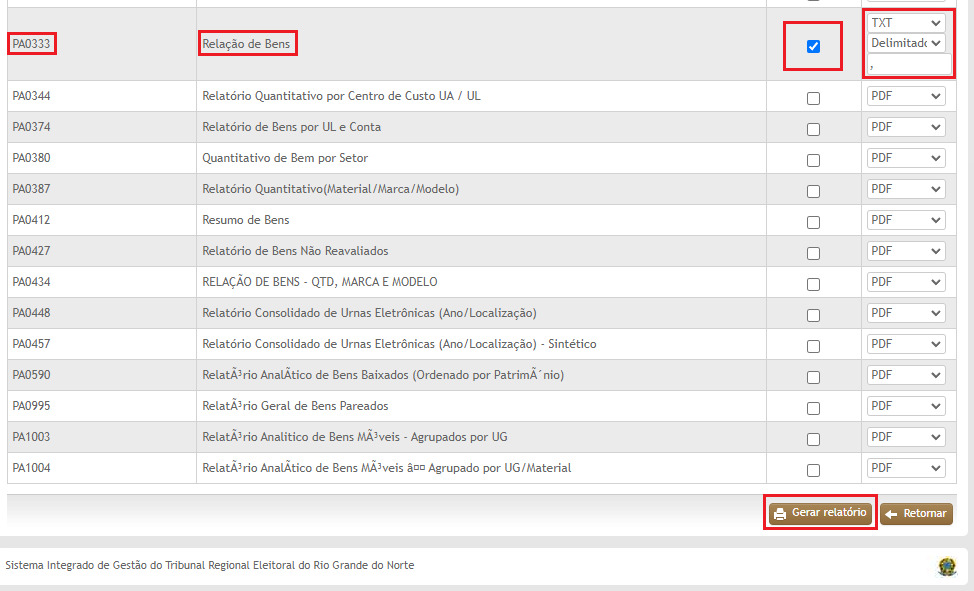 PA0333 Relação de Bens TXT
Delimitado
,
PA0344 Relatório Quantitativo por Centro de Custo UA / UL PDF
PA0374 Relatório de Bens por UL e Conta PDF
PA0380 Quantitativo de Bem por Setor PDF
PA0387 Relatório Quantitativo(Material/Marca/Modelo) PDF
PA0412 Resumo de Bens PDF
PA0427 Relatório de Bens Não Reavaliados PDF
PA0434 RELAÇÃO DE BENS - QTD, MARCA E MODELO PDF
PA0448 Relatório Consolidado de Urnas Eletrônicas (Ano/Localização) PDF
PA0457 Relatório Consolidado de Urnas Eletrônicas (Ano/Localização) - Sintético PDF
PA0590 RelatÃ³rio AnalÃ­tico de Bens Baixados (Ordenado por PatrimÃ´nio) PDF
PA0995 RelatÃ³rio Geral de Bens Pareados PDF
PA1003 RelatÃ³rio Analitico de Bens MÃ³veis - Agrupados por UG PDF
PA1004 RelatÃ³rio AnalÃ­tico de Bens MÃ³veis â¤¤ Agrupado por UG/Material PDF
Gerar relatório Retornar
Sistema Integrado de Gestão do Tribunal Regional Eleitoral do Rio Grande do Norte